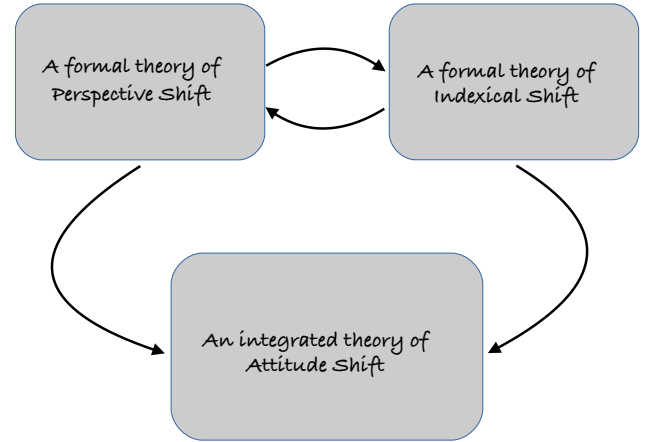 A formal theory of
Perspective Shift
A formal theory of
Indexical Shift
An integrated theory of
Attitude Shift